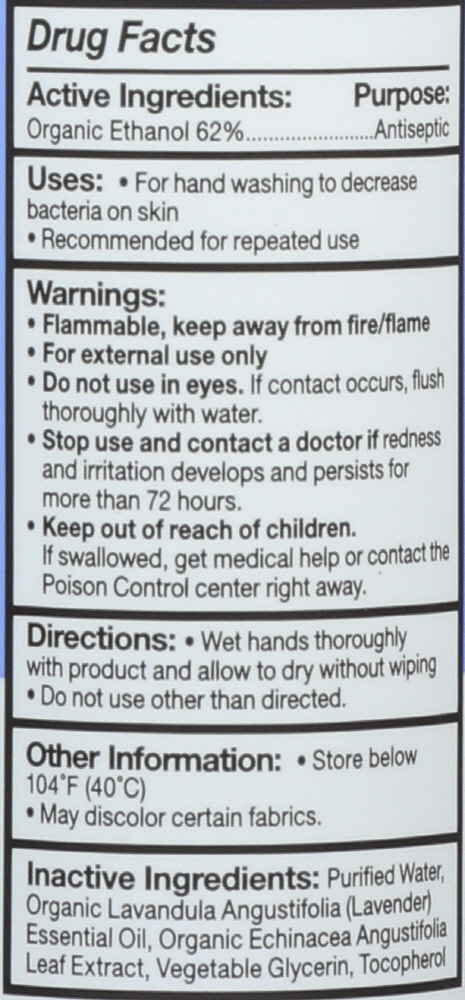 Drug Facts
Active Ingredients: Purpose:
Organic Ethanol 62%........................Antiseptic
Uses: • For hand washing to decrease
bacteria on skin
• Recommended for repeated use
Warnings:
• Flammable, keep away from fire/flame
• For external use only
• Do not use in eyes. If contact occurs, flush
thoroughly with water.
• Stop use and contact a doctor if redness
and irritation develops and persists for
more than 72 hours.
• Keep out of reach of children.
If swallowed, get medical help or contact the
Poison Control center right away.
Directions: • Wet hands thoroughly
with product and allow to dry without wiping
• Do not use other than directed.
Other Information: • Store below
104°F (40°C)
• May discolor certain fabrics.
Inactive Ingredients: Purified Water,
Organic Lavandula Angustifolia (Lavender)
Essential Oil, Organic Echinacea Angustifolia
Leaf Extract, Vegetable Glycerin, Tocopherol